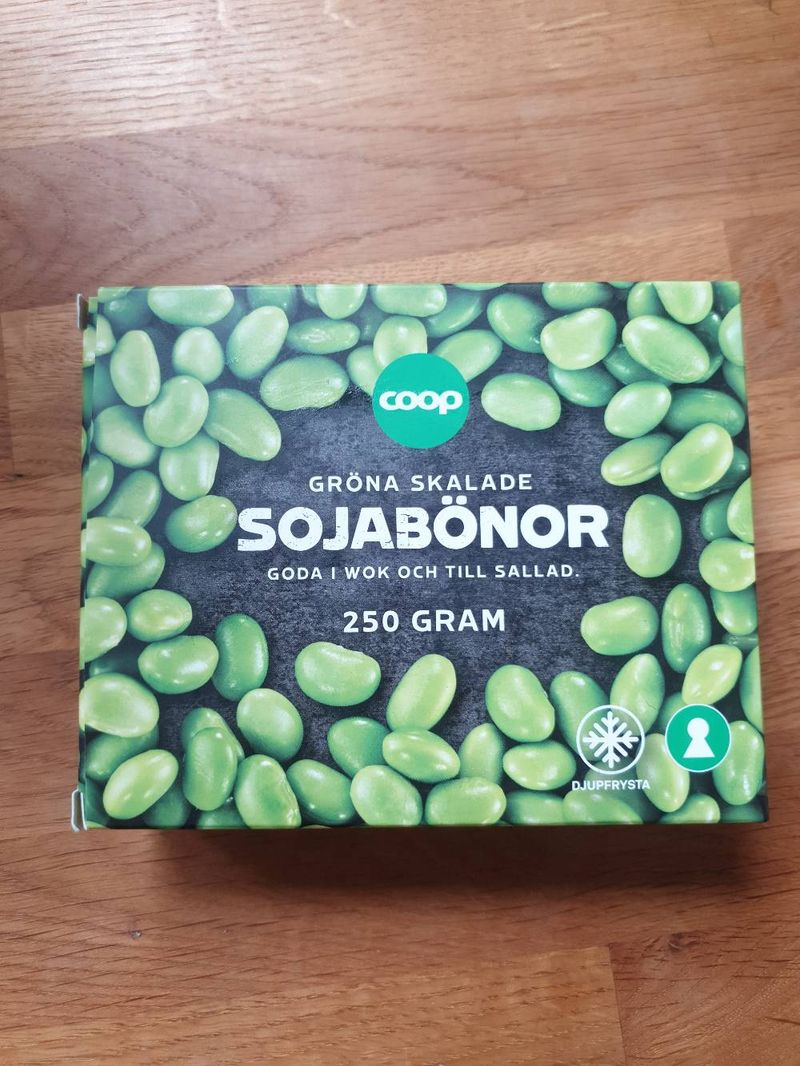 coop
GRÖNA SKALADE
SOJABÖNOR
GODA I WOK OCH TILL SALLAD.
250 GRAM
DJUPFRYSTA